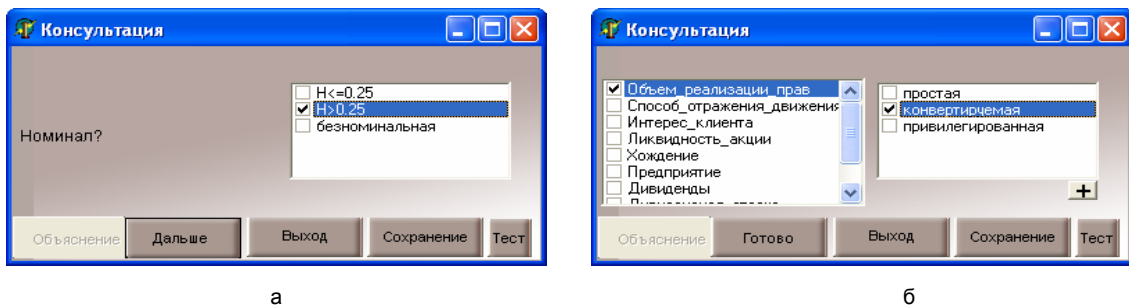 Консультация
Н<=0.25
Н>0.25
безноминальная
Номинал?
Объяснение
Дальше
Выход
Сохранение
Тест
а
Консультация
Объем_реализации_прав
Способ_отражения_движения
Интерес_клиента
Ликвидность_акции
Хождение
Предприятие
Дивиденды
простая
конвертируемая
привилегированная
+
Объяснение
Готово
Выход
Сохранение
Тест
б